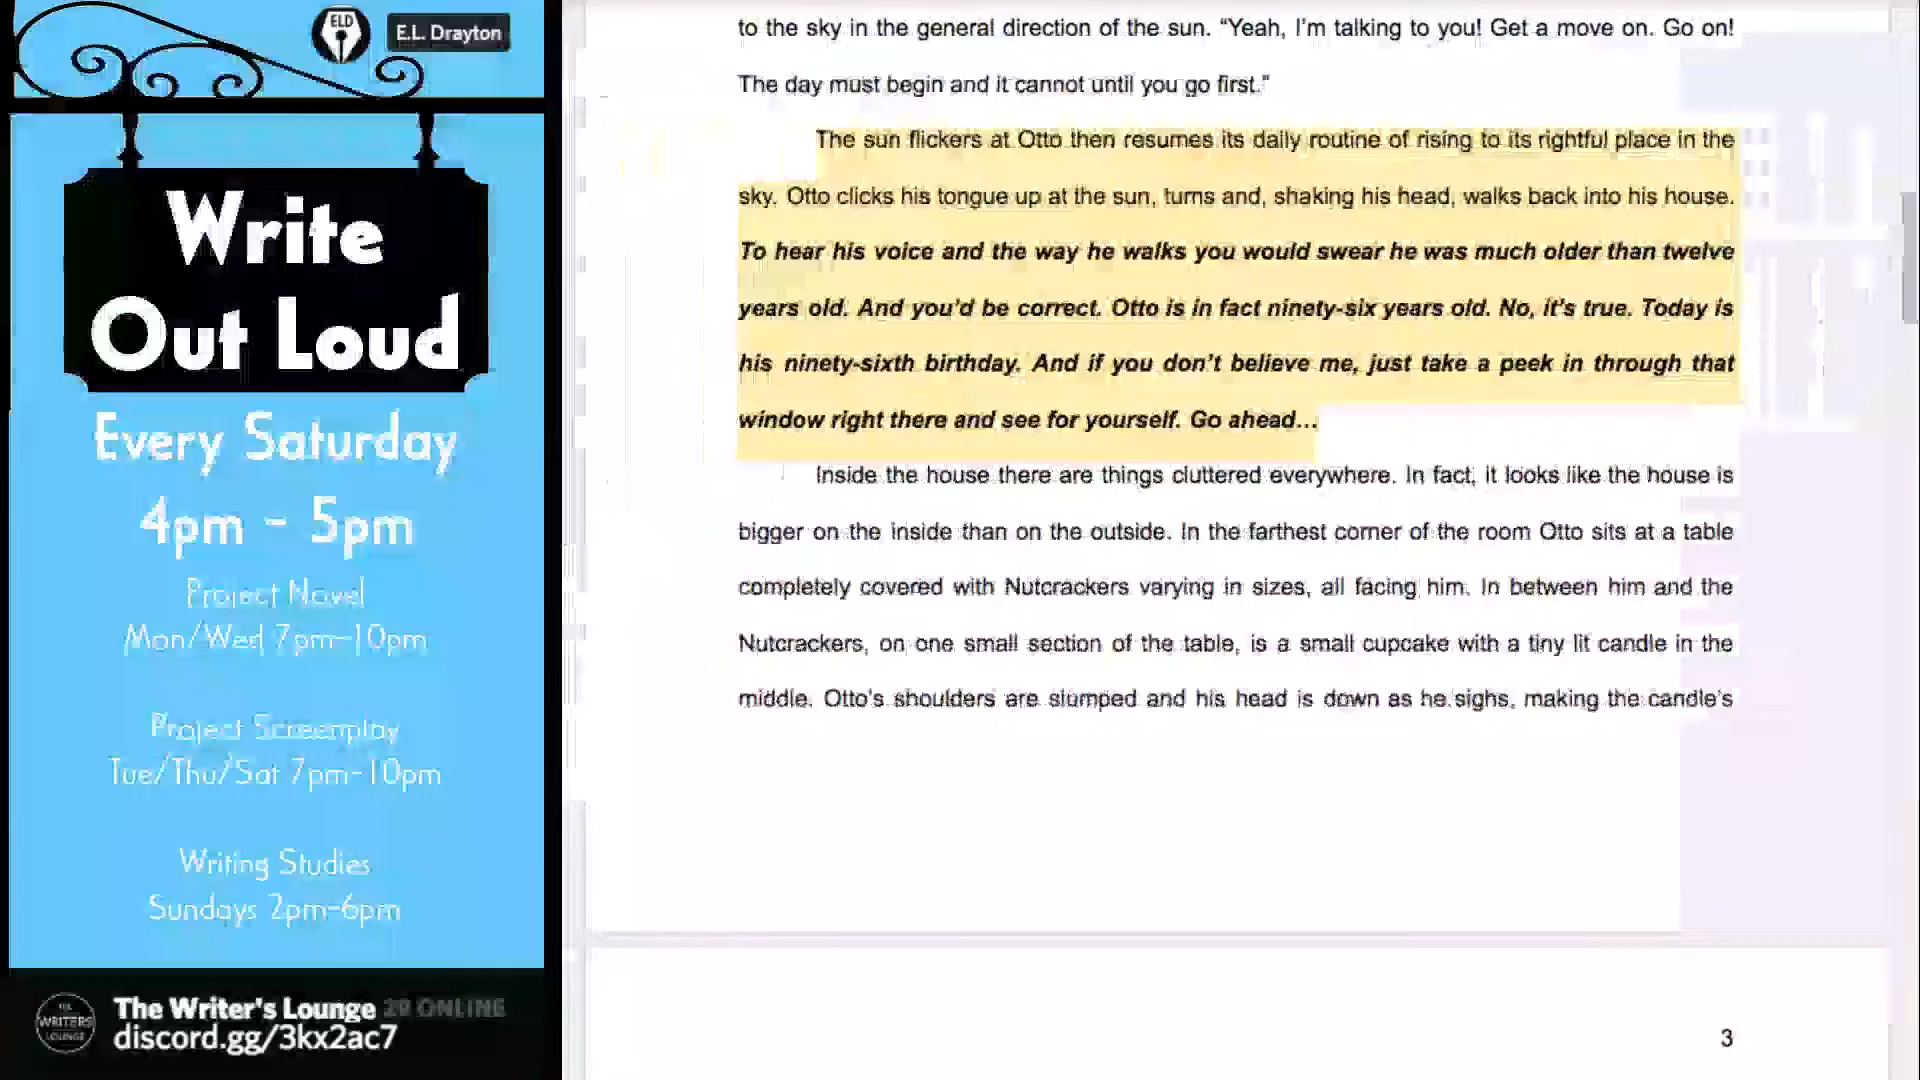 ELD
E.L. Drayton
Write
Out Loud
Every Saturday
4pm - 5pm
Project Novel
Mon/Wed 7pm-10pm
Project Screenplay
Tue/Thu/Sat 7pm-10pm
Writing Studies
Sundays 2pm-6pm
THE
WRITERS
LOUNGE
The Writer's Lounge 29 ONLINE
discord.gg/3kx2ac7
to the sky in the general direction of the sun. “Yeah, I’m talking to you! Get a move on. Go on!
The day must begin and it cannot until you go first.”
The sun flickers at Otto then resumes its daily routine of rising to its rightful place in the
sky. Otto clicks his tongue up at the sun, turns and, shaking his head, walks back into his house.
To hear his voice and the way he walks you would swear he was much older than twelve
years old. And you’d be correct. Otto is in fact ninety-six years old. No, it’s true. Today is
his ninety-sixth birthday. And if you don’t believe me, just take a peek in through that
window right there and see for yourself. Go ahead...
Inside the house there are things cluttered everywhere. In fact, it looks like the house is
bigger on the inside than on the outside. In the farthest corner of the room Otto sits at a table
completely covered with Nutcrackers varying in sizes, all facing him. In between him and the
Nutcrackers, on one small section of the table, is a small cupcake with a tiny lit candle in the
middle. Otto’s shoulders are slumped and his head is down as he sighs, making the candle’s
3